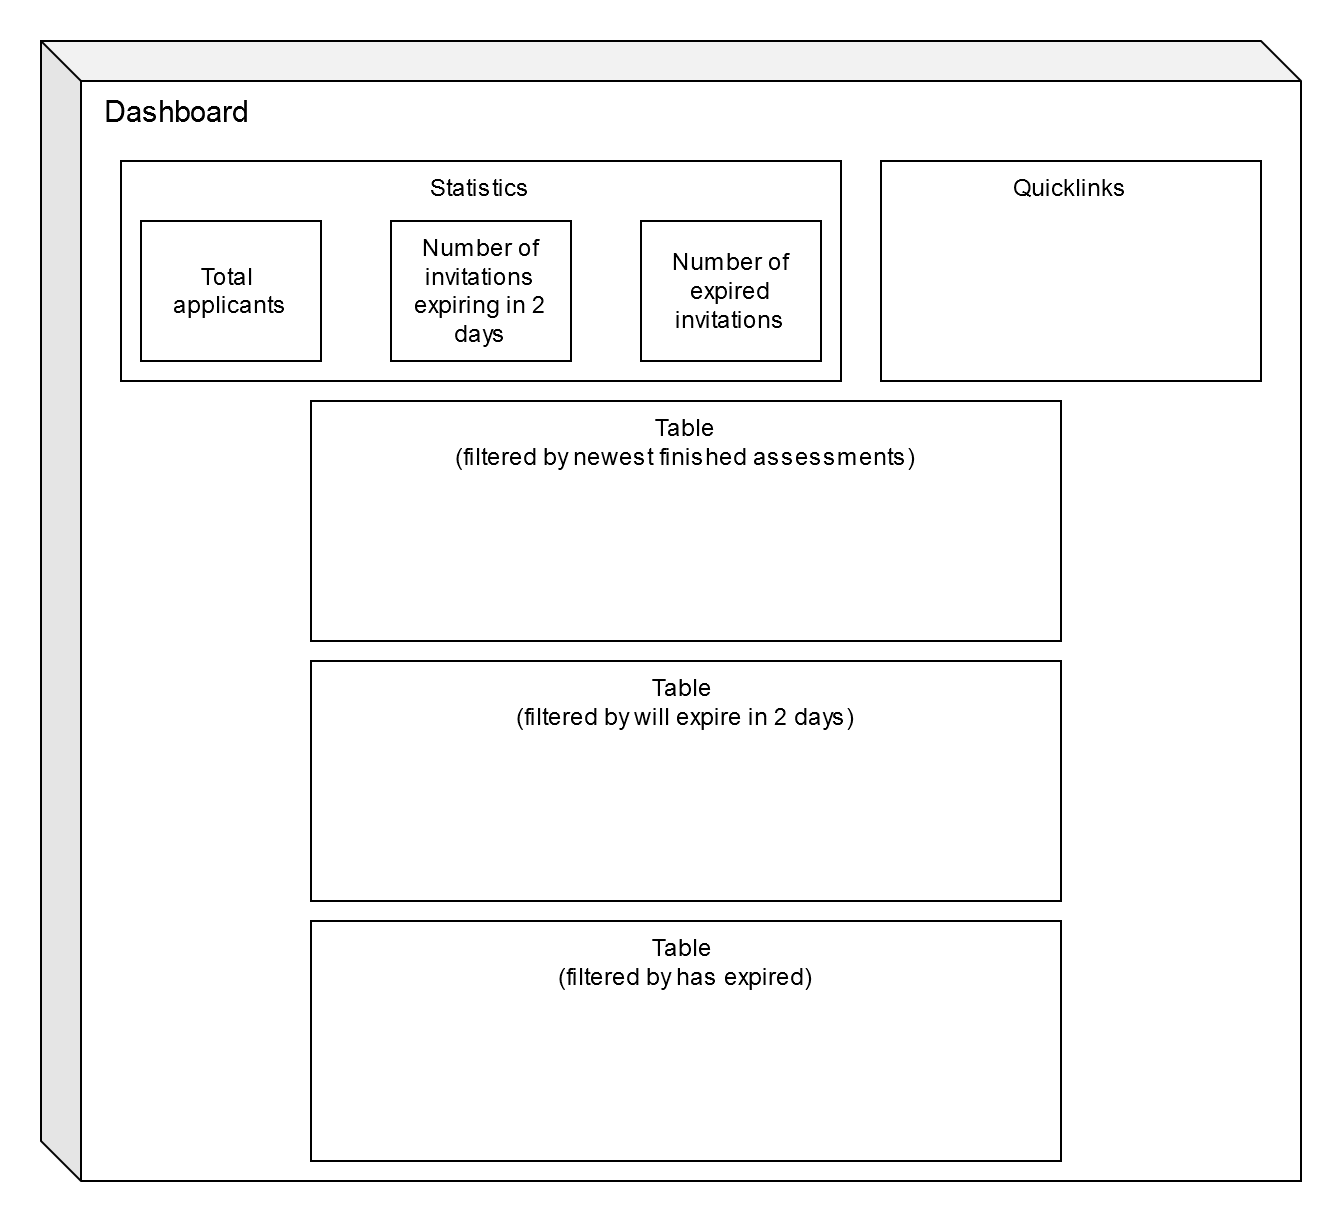 Dashboard
Statistics
Quicklinks
Total
applicants
Number of
invitations
expiring in 2
days
Number of
expired
invitations
Table
(filtered by newest finished assessments)
Table
(filtered by will expire in 2 days)
Table
(filtered by has expired)